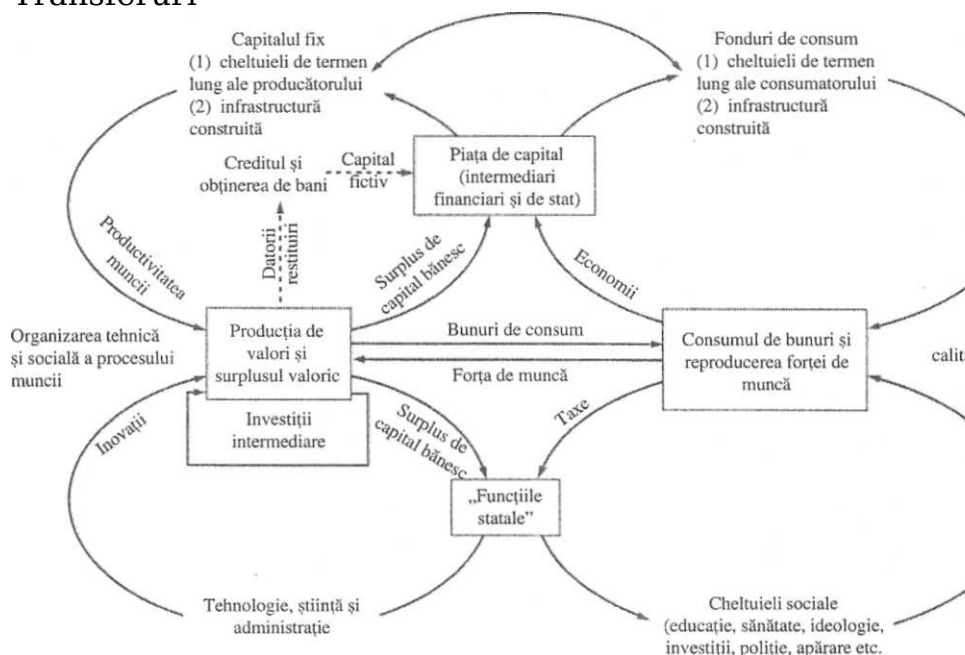 Transferuri
Capitalul fix
(1) cheltuieli de termen
lung ale producătorului
(2) infrastructură
construită
Fonduri de consum
(1) cheltuieli de termen
lung ale consumatorului
(2) infrastructură
construită
Piața de capital
(intermediari
financiari și de stat)
Creditul și
obținerea de bani
Capital
fictiv
Datorii
restituiri
Productivitatea
muncii
Surplus de
capital bănesc
Economii
Organizarea tehnică
și socială a procesului
muncii
Producția de
valori și
surplusul valoric
Bunuri de consum
Forța de muncă
Consumul de bunuri și
reproducerea forței de
muncă
Investiții
intermediare
Inovații
Surplus de
capital bănesc
Taxe
„Funcțiile
statale”
Tehnologie, știință și
administrație
Cheltuieli sociale
(educație, sănătate, ideologie,
investiții, poliție, apărare etc.